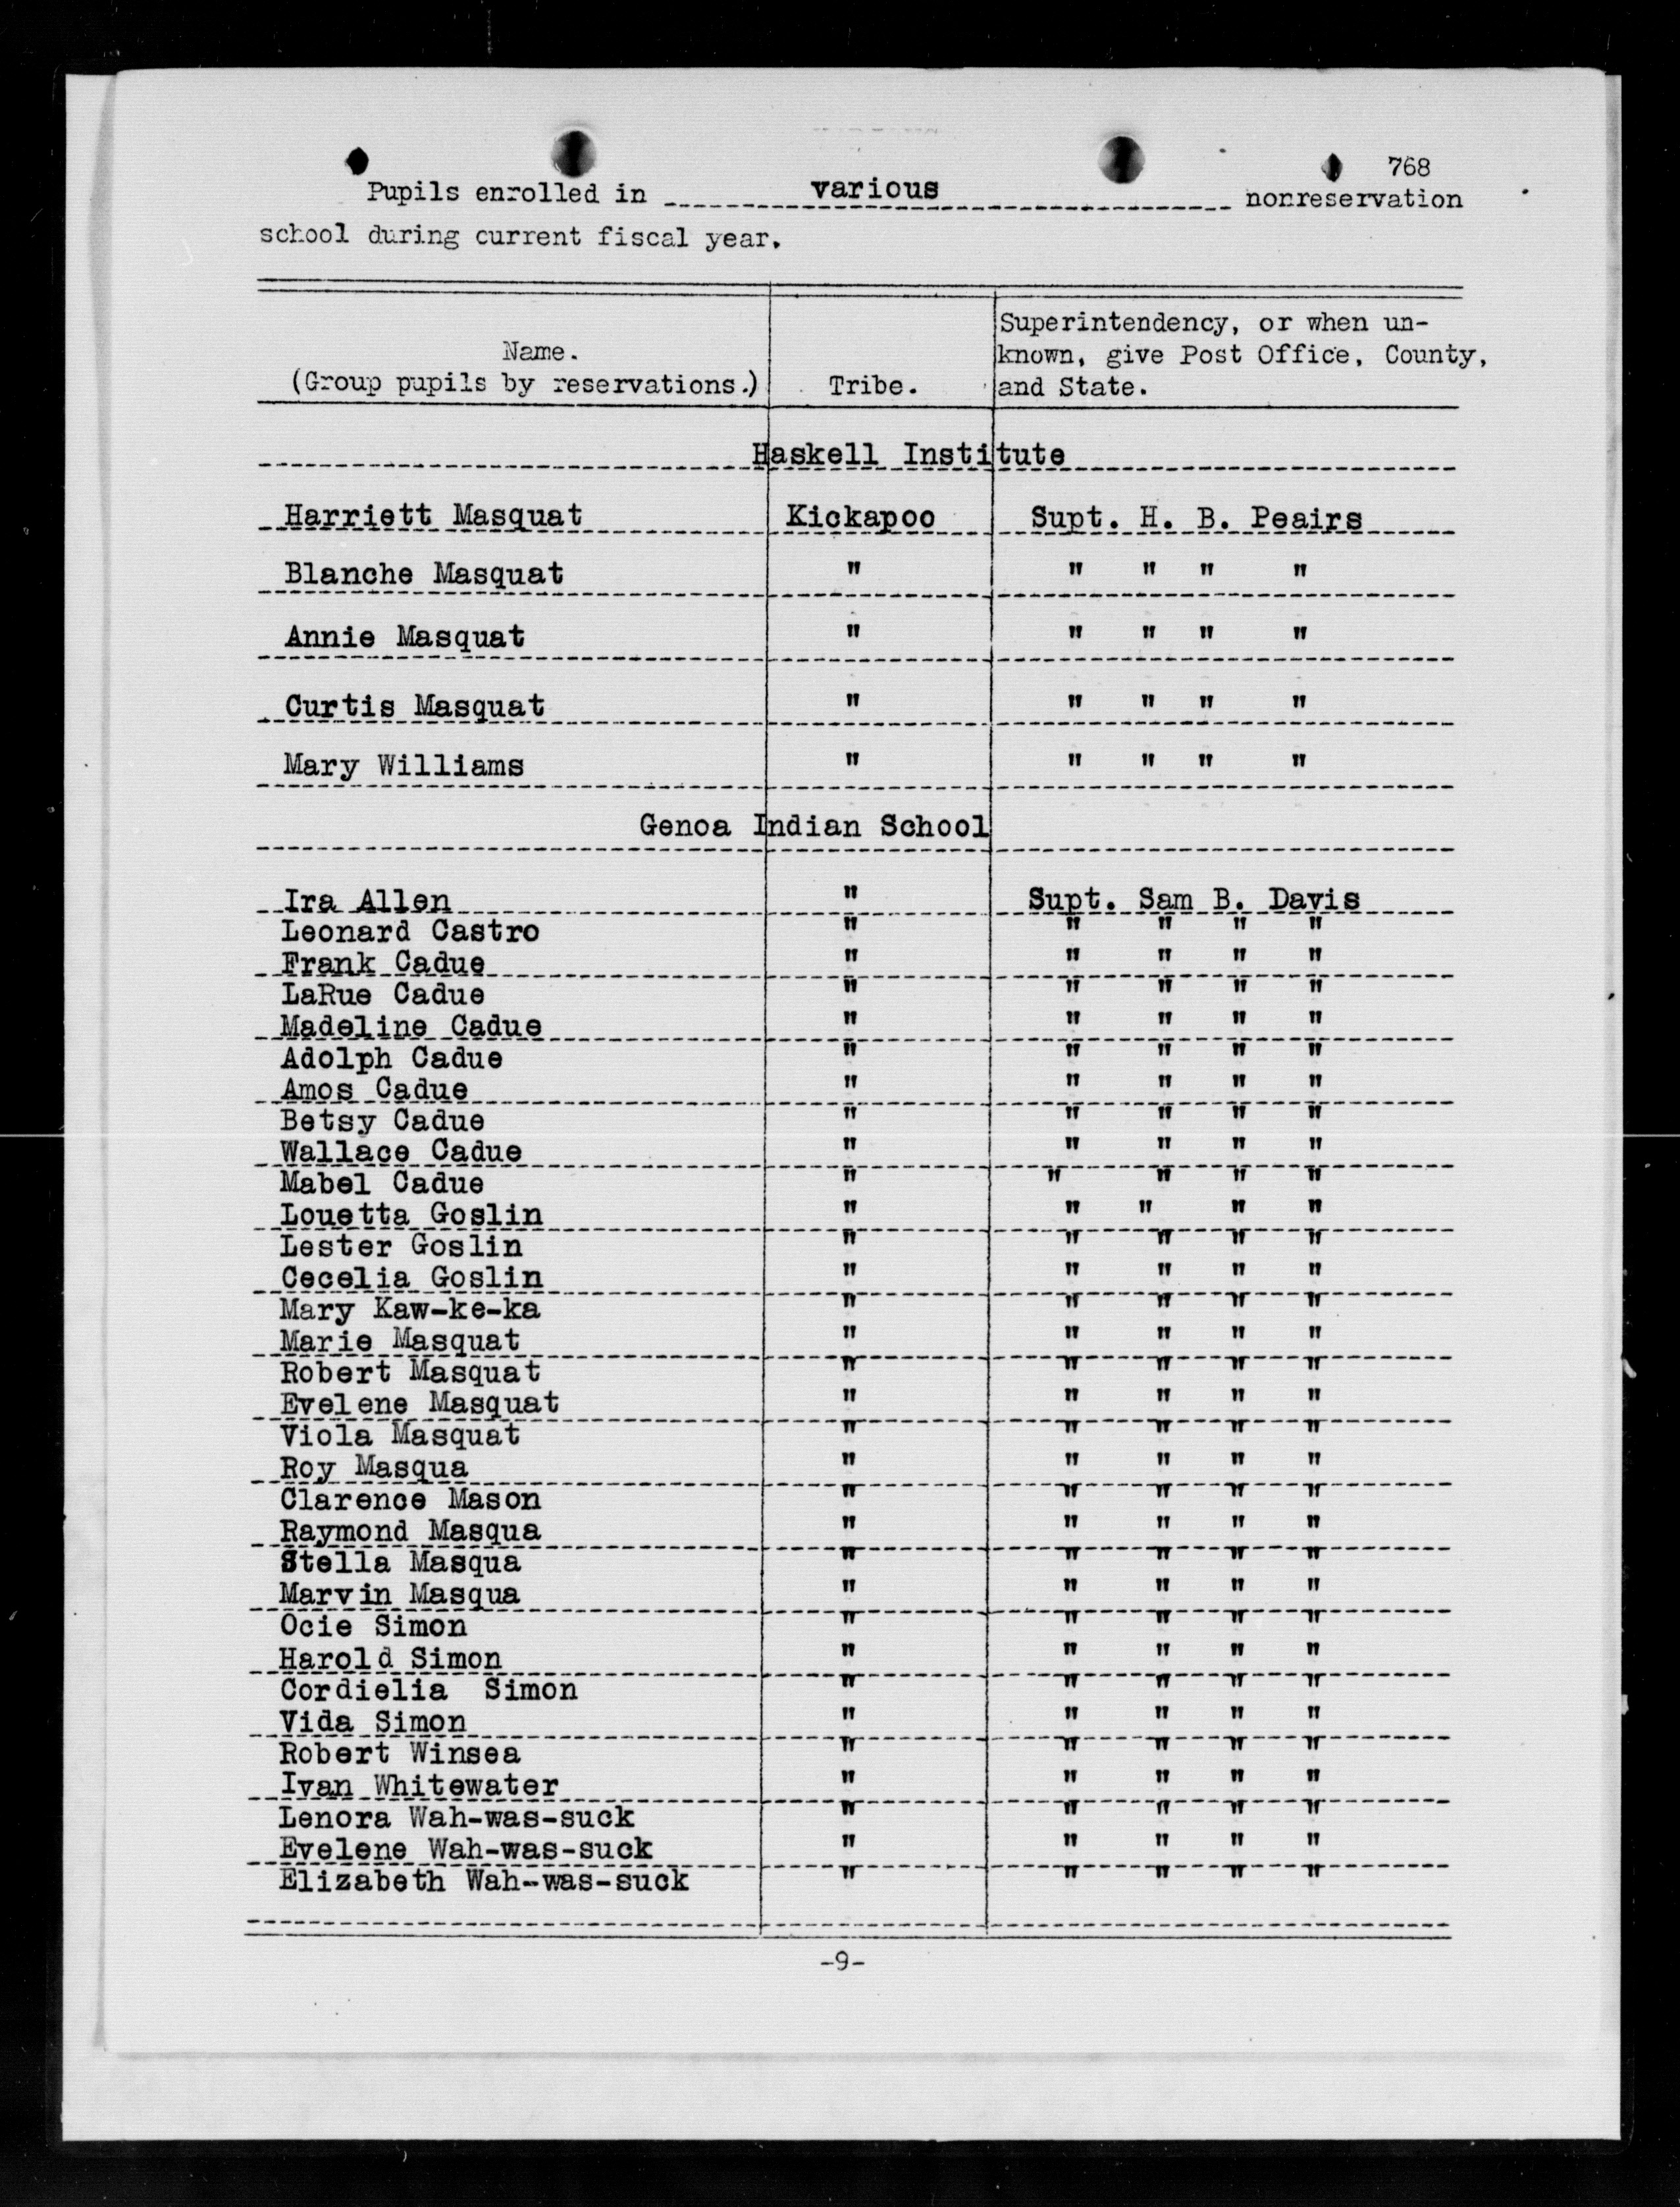 768
Pupils enrolled in various nonreservation
school during current fiscal year.
Superintendency, or when un-
Name. known, give Post Office, County,
(Group pupils by reservations.) Tribe. and State.
Haskell Institute
Harriett Masquat Kickapoo Supt. H. B. Peairs
Blanche Masquat " " " " "
Annie Masquat " " " " "
Curtis Masquat " " " " "
Mary Williams " " " " "
Genoa Indian School
Ira Allen " Supt. Sam B. Davis
Leonard Castro " " " " "
Frank Cadue " " " " "
LaRue Cadue " " " " "
Madeline Cadue " " " " "
Adolph Cadue " " " " "
Amos Cadue " " " " "
Betsy Cadue " " " " "
Wallace Cadue " " " " "
Mabel Cadue " " " " "
Louetta Goslin " " " " "
Lester Goslin " " " " "
Cecelia Goslin " " " " "
Mary Kaw-ke-ka " " " " "
Marie Masquat " " " " "
Robert Masquat " " " " "
Evelene Masquat " " " " "
Viola Masquat " " " " "
Roy Masqua " " " " "
Clarence Mason " " " " "
Raymond Masqua " " " " "
Stella Masqua " " " " "
Marvin Masqua " " " " "
Ocie Simon " " " " "
Harold Simon " " " " "
Cordielia Simon " " " " "
Vida Simon " " " " "
Robert Winsea " " " " "
Ivan Whitewater " " " " "
Lenora Wah-was-suck " " " " "
Evelene Wah-was-suck " " " " "
Elizabeth Wah-was-suck " " " " "
-9-